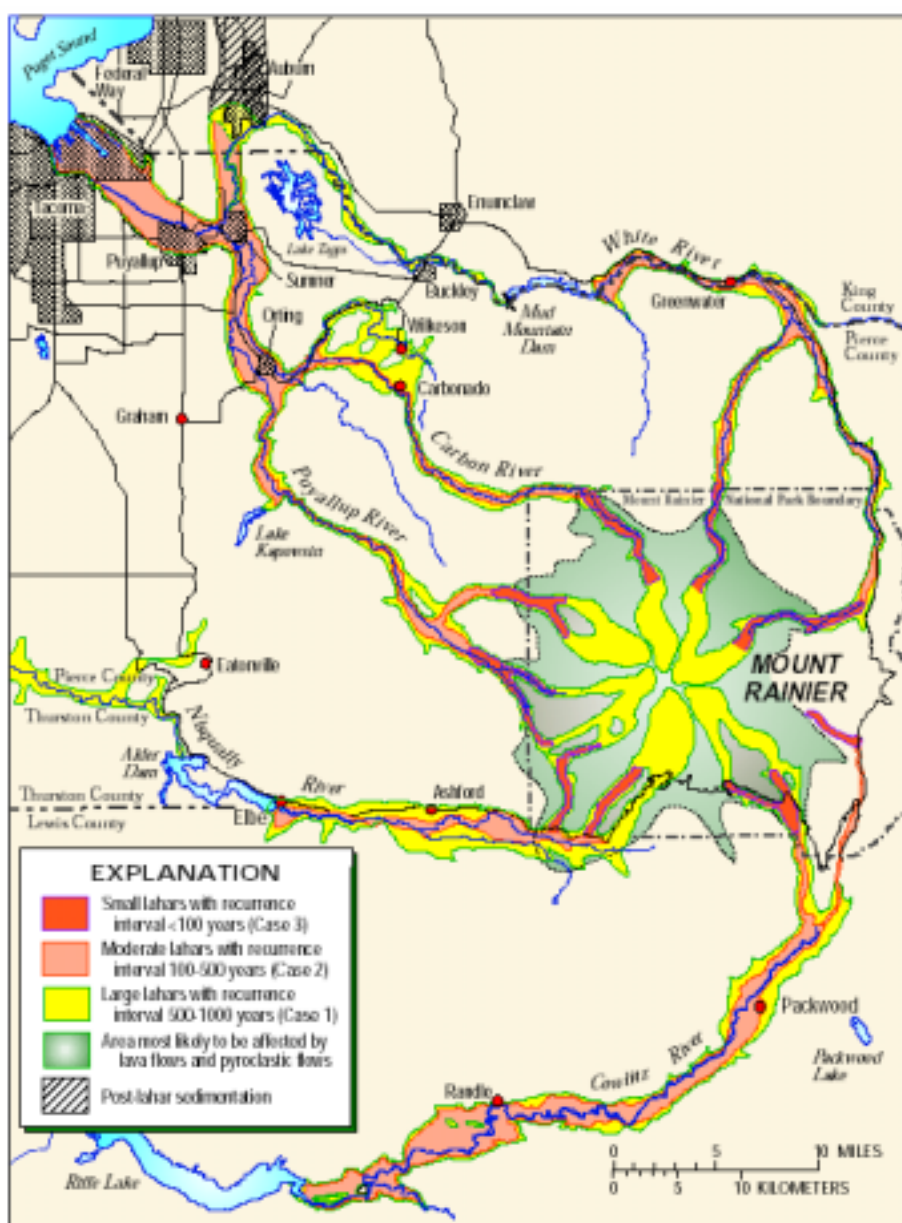 Puget Sound
Federal
Way
Auburn
Tacoma
Enumclaw
Lake Tapps
Puyallup
Sumner
Buckley
White River
Greenwater
King
County
Pierce
County
Mud
Mountain
Dam
Orting
Wilkeson
Carbonado
Graham
Carbon River
Puyallup River
Mount Rainier
National Park Boundary
Lake
Kapowsin
MOUNT
RAINIER
Eatonville
Pierce County
Thurston County
Nisqually
River
Alder
Dam
Thurston County
Lewis County
Elbe
Ashford
EXPLANATION
Small lahars with recurrence
interval <100 years (Case 3)
Moderate lahars with recurrence
interval 100-500 years (Case 2)
Large lahars with recurrence
interval 500-1000 years (Case 1)
Area most likely to be affected by
lava flows and pyroclastic flows
Post-lahar sedimentation
Packwood
Packwood
Lake
Cowlitz River
Randle
Riffe Lake
0 5 10 MILES
0 5 10 KILOMETERS